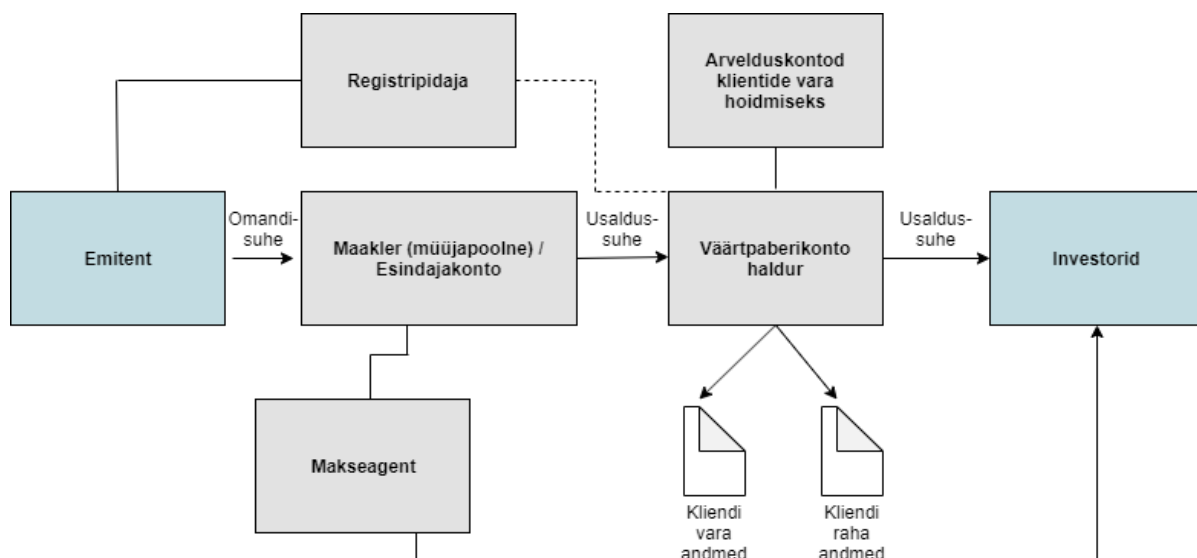 Registripidaja
Arvelduskontod
klientide vara
hoidmiseks
Emitent
Omandi-
suhe
Maakler (müüjapoolne) /
Esindajakonto
Usaldus-
suhe
Väärtpaberikonto
haldur
Usaldus-
suhe
Investorid
Makseagent
Kliendi
vara
andmed
Kliendi
raha
andmed